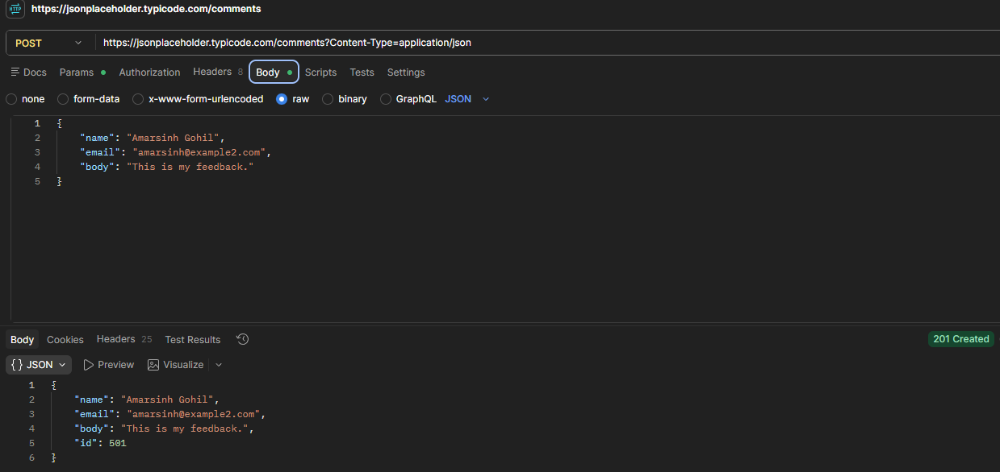 HTTP https://jsonplaceholder.typicode.com/comments
POST https://jsonplaceholder.typicode.com/comments?Content-Type=application/json
Docs Params Authorization Headers 8 Body Scripts Tests Settings
none form-data x-www-form-urlencoded raw binary GraphQL JSON
1 {
2 "name": "Amarsinh Gohil",
3 "email": "amarsinh@example2.com",
4 "body": "This is my feedback."
5 }
Body Cookies Headers 25 Test Results 201 Created
{} JSON Preview Visualize
1 {
2 "name": "Amarsinh Gohil",
3 "email": "amarsinh@example2.com",
4 "body": "This is my feedback.",
5 "id": 501
6 }